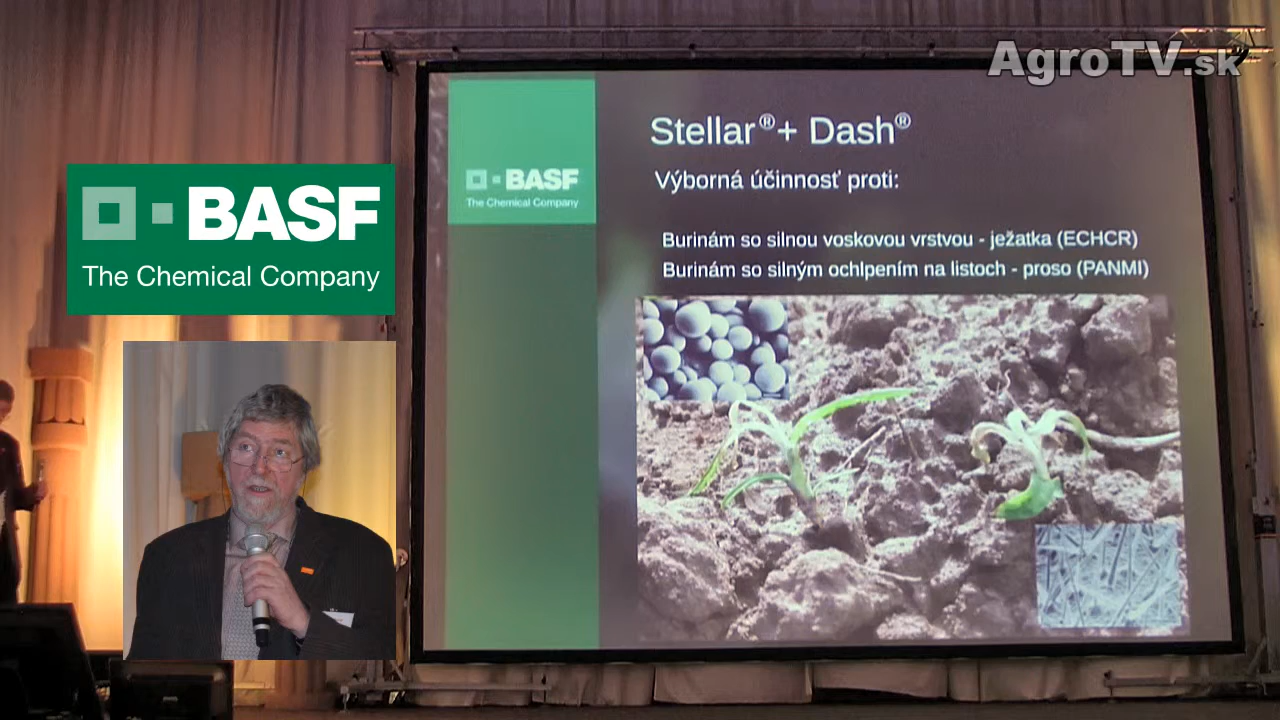 AgroTV.sk
BASF
The Chemical Company
BASF
The Chemical Company
Stellar®+ Dash®
Výborná účinnosť proti:
Burinám so silnou voskovou vrstvou - ježatka (ECHCR)
Burinám so silným ochlpením na listoch - proso (PANMI)